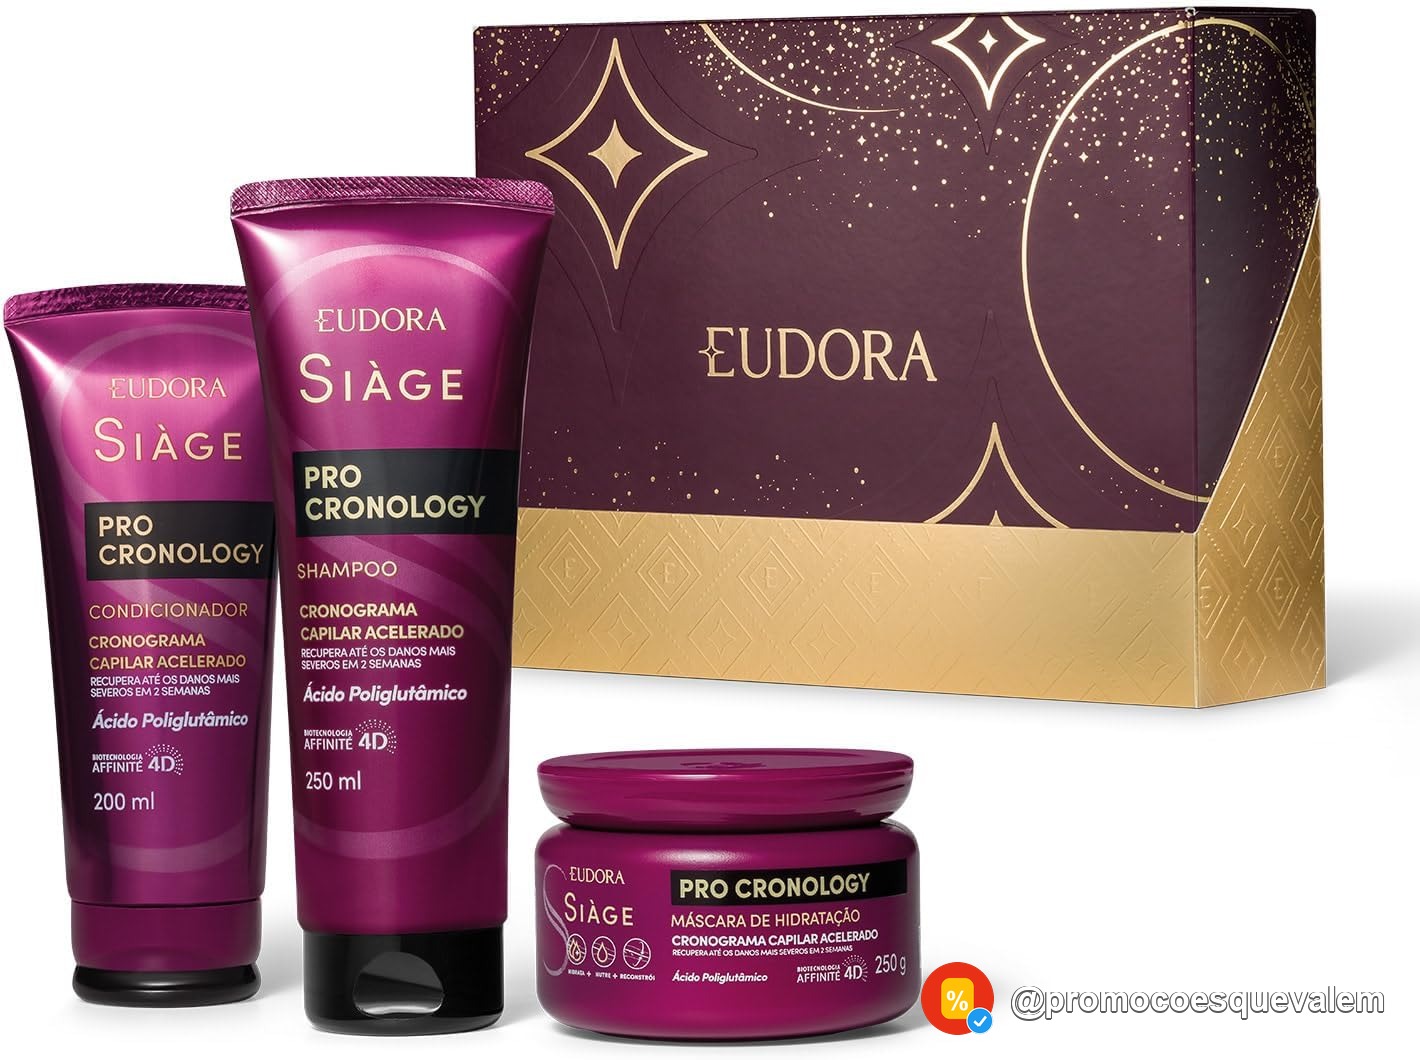 EUDORA
SIÀGE
PRO
CRONOLOGY
CONDICIONADOR
CRONOGRAMA
CAPILAR ACELERADO
RECUPERA ATÉ OS DANOS MAIS
SEVEROS EM 2 SEMANAS
Ácido Poliglutâmico
BIOTECNOLOGIA
AFFINITÉ 4D
200 ml
EUDORA
SIÀGE
PRO
CRONOLOGY
SHAMPOO
CRONOGRAMA
CAPILAR ACELERADO
RECUPERA ATÉ OS DANOS MAIS
SEVEROS EM 2 SEMANAS
Ácido Poliglutâmico
BIOTECNOLOGIA
AFFINITÉ 4D
250 ml
EUDORA
E E E E E E
EUDORA
SIÀGE
HIDRATA + NUTRE + RECONSTRÓI
PRO CRONOLOGY
MÁSCARA DE HIDRATAÇÃO
CRONOGRAMA CAPILAR ACELERADO
RECUPERA ATÉ OS DANOS MAIS SEVEROS EM 2 SEMANAS
Ácido Poliglutâmico
BIOTECNOLOGIA
AFFINITÉ 4D
250 g
%
@promocoesquevalem